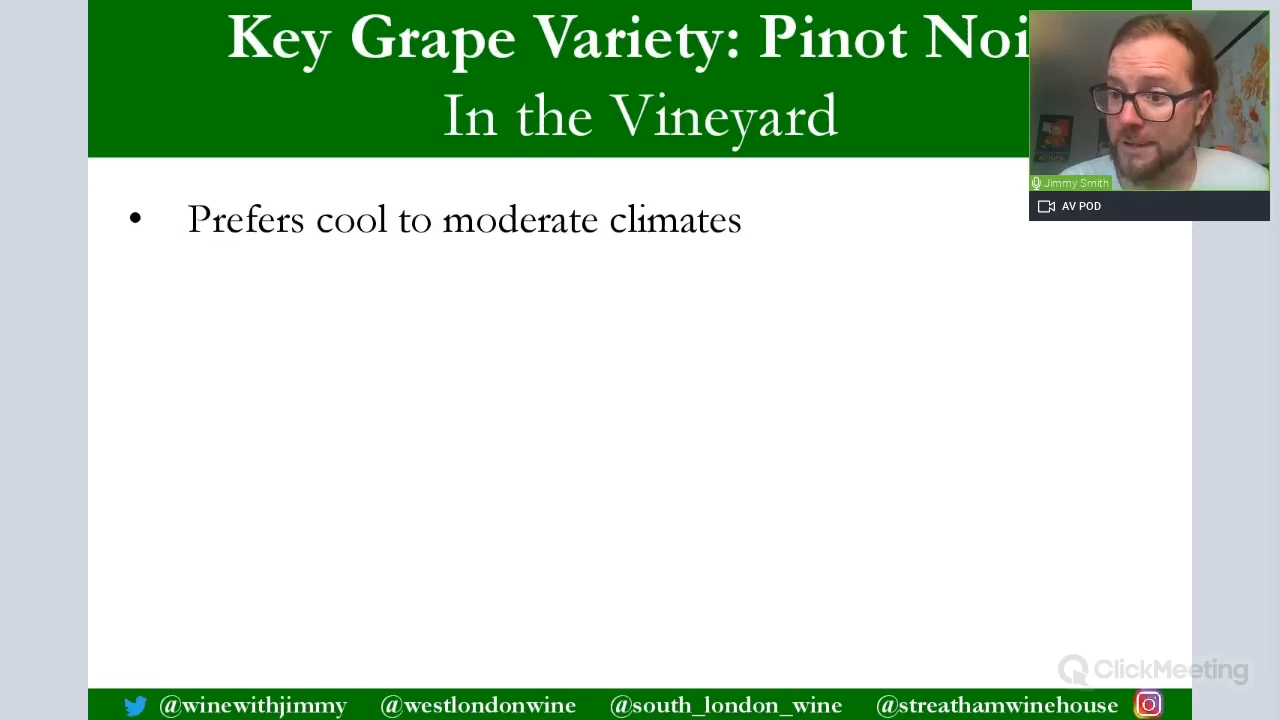 Key Grape Variety: Pinot Noi
In the Vineyard
Jimmy Smith
AV POD
• Prefers cool to moderate climates
ClickMeeting
@winewithjimmy @westlondonwine @south_london_wine @streathamwinehouse